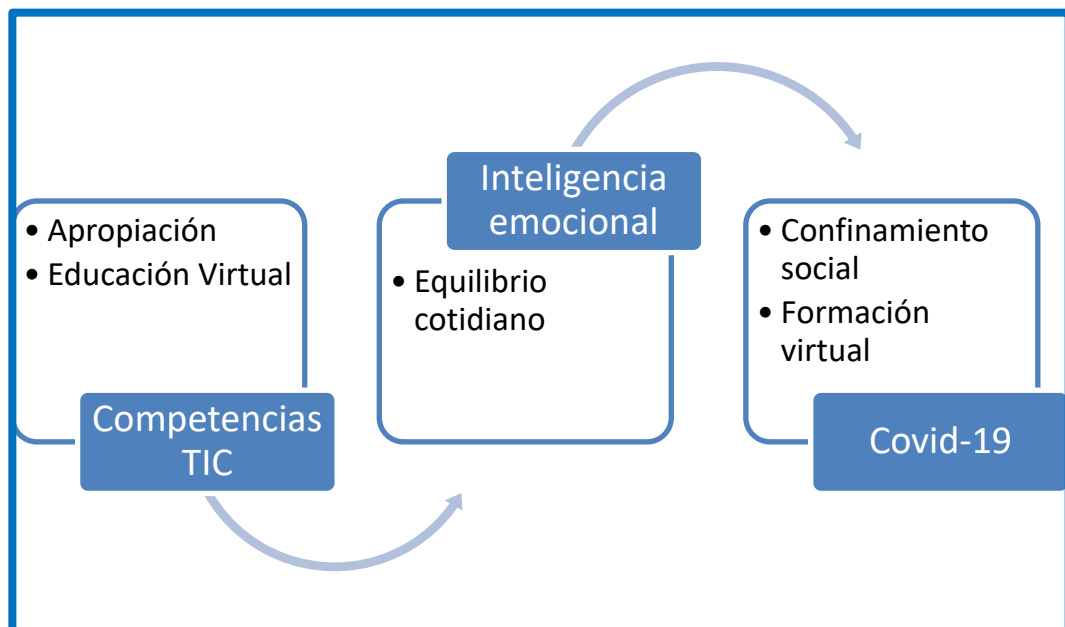 • Apropiación
• Educación Virtual
Competencias
TIC
Inteligencia
emocional
• Equilibrio
cotidiano
• Confinamiento
social
• Formación
virtual
Covid-19